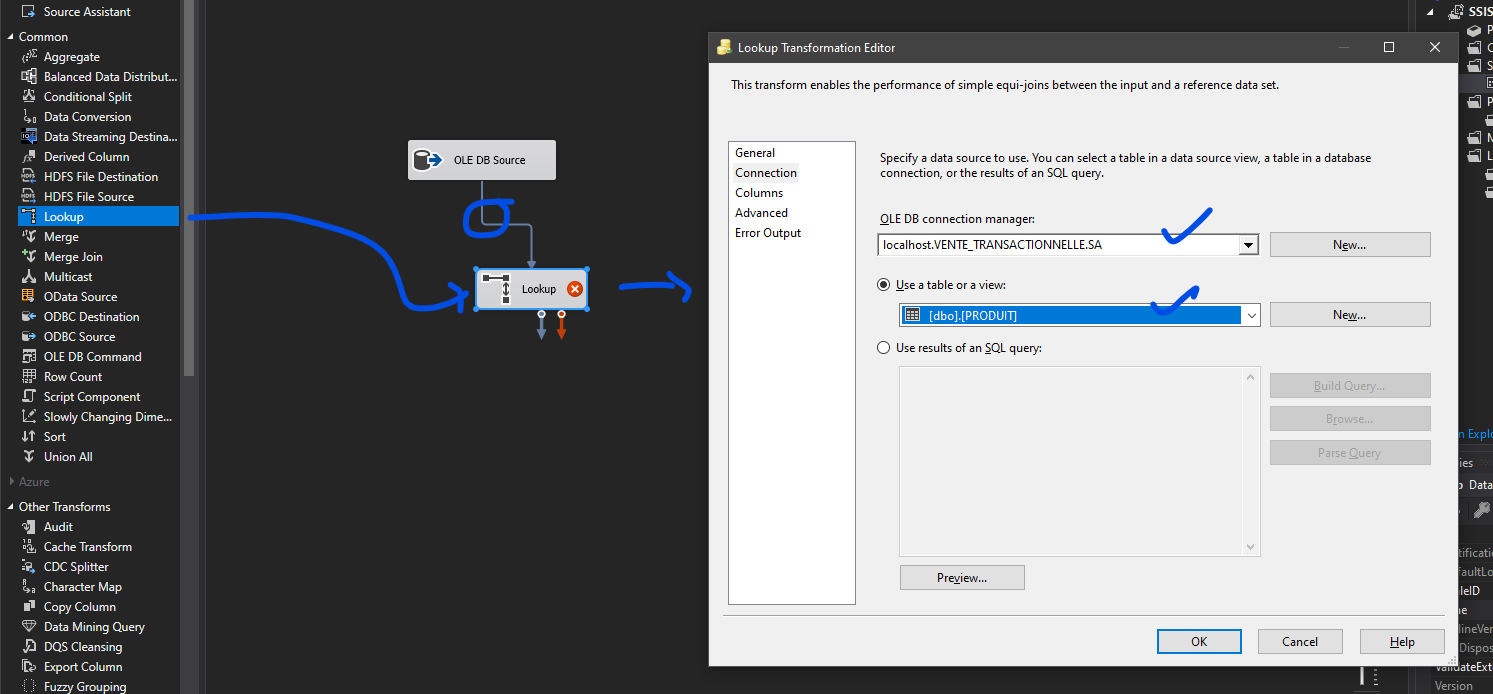 Source Assistant
Common
Aggregate
Balanced Data Distribut...
Conditional Split
Data Conversion
Data Streaming Destina...
Derived Column
HDFS File Destination
HDFS File Source
Lookup
Merge
Merge Join
Multicast
OData Source
ODBC Destination
ODBC Source
OLE DB Command
Row Count
Script Component
Slowly Changing Dime...
Sort
Union All
Azure
Other Transforms
Audit
Cache Transform
CDC Splitter
Character Map
Copy Column
Data Mining Query
DQS Cleansing
Export Column
Fuzzy Grouping
OLE DB Source
Lookup
Lookup Transformation Editor
This transform enables the performance of simple equi-joins between the input and a reference data set.
General
Connection
Columns
Advanced
Error Output
Specify a data source to use. You can select a table in a data source view, a table in a database
connection, or the results of an SQL query.
OLE DB connection manager:
localhost.VENTE_TRANSACTIONNELLE.SA
New...
Use a table or a view:
[dbo].[PRODUIT]
New...
Use results of an SQL query:
Build Query...
Browse...
Parse Query
Preview...
OK
Cancel
Help
SSIS
n Explo
ies
Data
Version